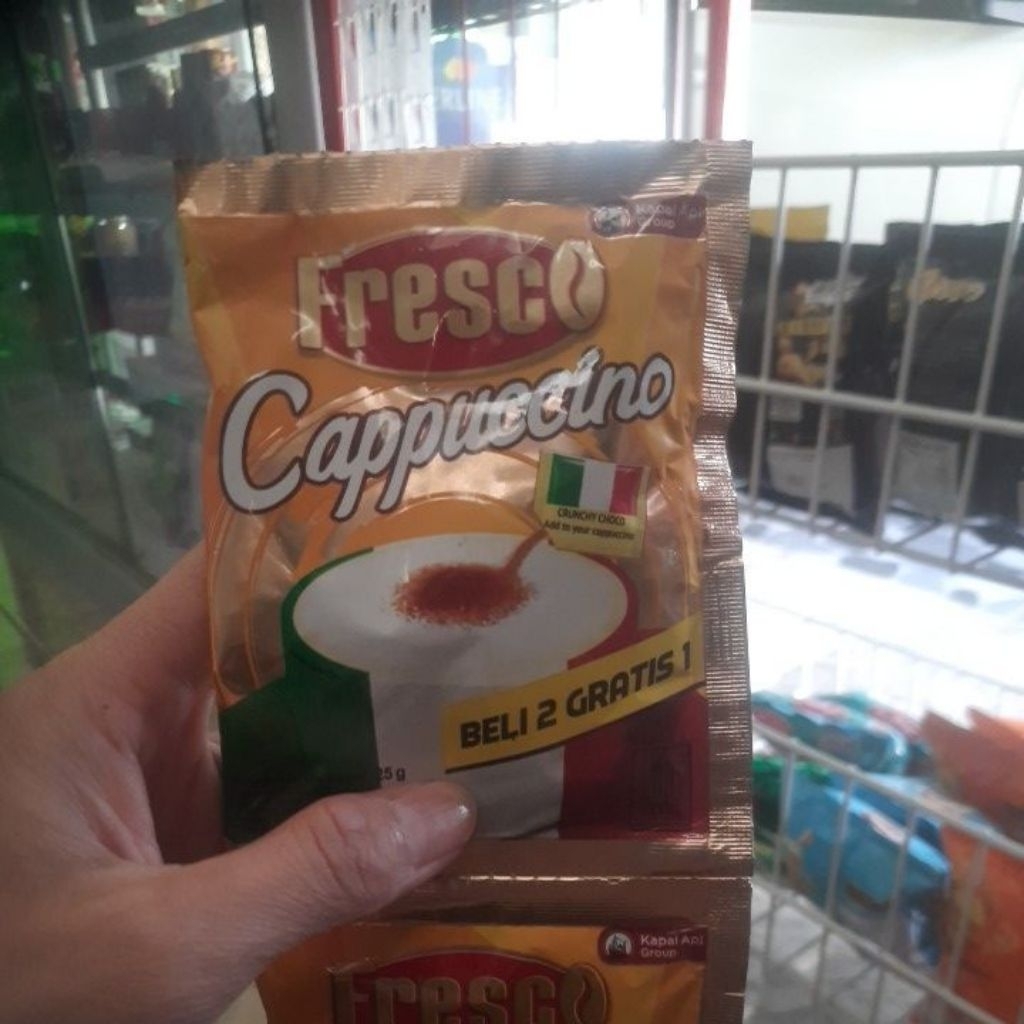 Kapal Api
Group
Fresco
Cappuccino
CRUNCHY CHOCO
Add to your cappuccino
BELI 2 GRATIS 1
25 g
Kapal Api
Group
Fresco